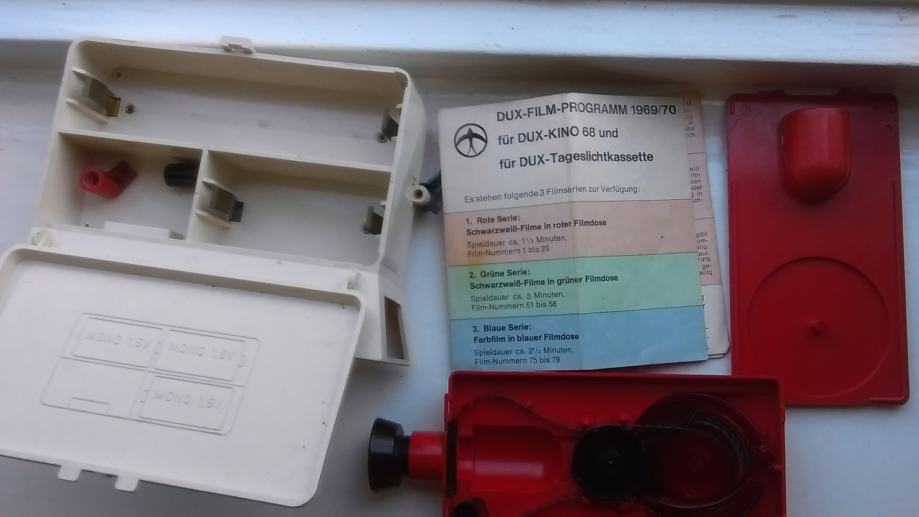 DUX-FILM-PROGRAMM 1969/70
für DUX-KINO 68 und
für DUX-Tageslichtkassette
Es stehen folgende 3 Filmserien zur Verfügung:
1. Rote Serie:
Schwarzweiß-Filme in roter Filmdose
Spieldauer ca. 1½ Minuten,
Film-Nummern 1 bis 23
2. Grüne Serie:
Schwarzweiß-Filme in grüner Filmdose
Spieldauer ca. 3 Minuten,
Film-Nummern 51 bis 58
3. Blaue Serie:
Farbfilm in blauer Filmdose
Spieldauer ca. 2½ Minuten,
Film-Nummern 75 bis 79
MONO 1,5V
MONO 1,5V
MONO 1,5V